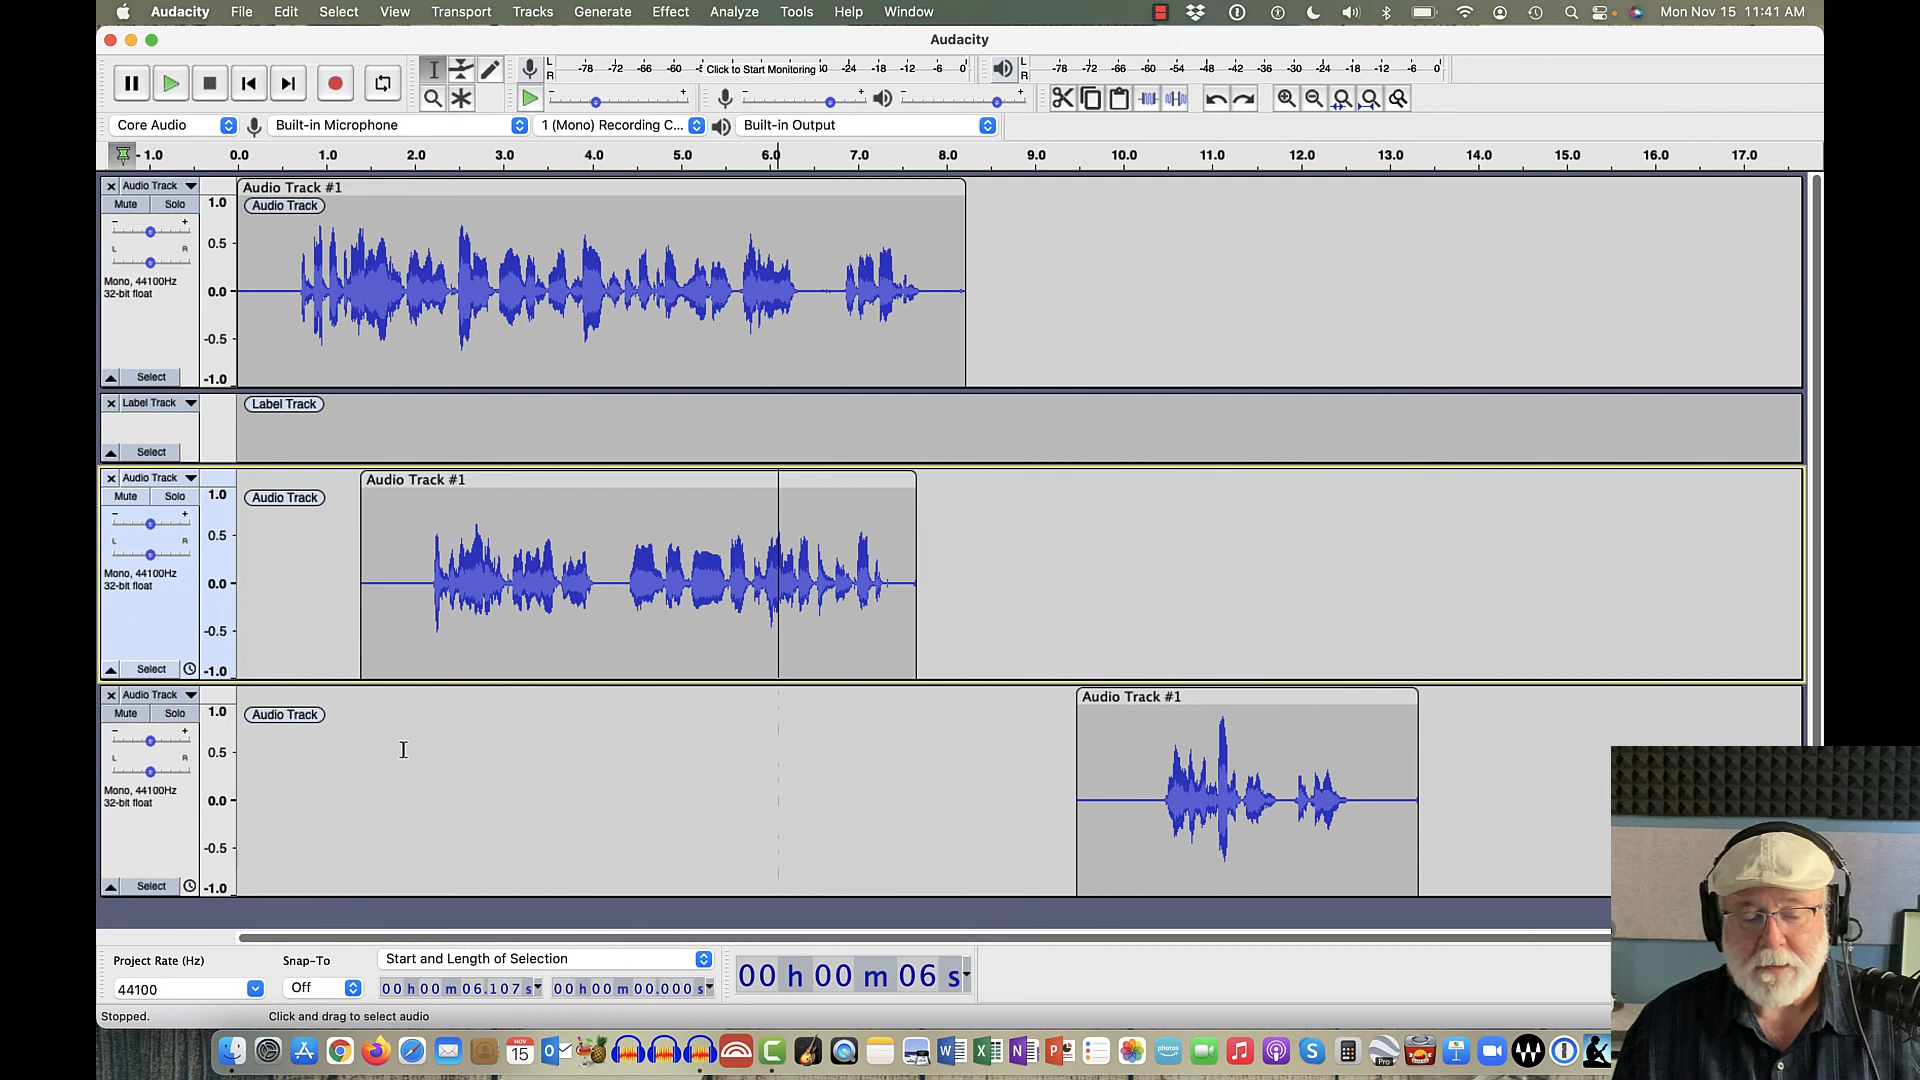 Audacity File Edit Select View Transport Tracks Generate Effect Analyze Tools Help Window Mon Nov 15 11:41 AM
Audacity
L R -78 -72 -66 -60 Click to Start Monitoring -24 -18 -12 -6 0 L R -78 -72 -66 -60 -54 -48 -42 -36 -30 -24 -18 -12 -6 0
Core Audio Built-in Microphone 1 (Mono) Recording C... Built-in Output
-1.0 0.0 1.0 2.0 3.0 4.0 5.0 6.0 7.0 8.0 9.0 10.0 11.0 12.0 13.0 14.0 15.0 16.0 17.0
Audio Track Audio Track #1
Mute Solo 1.0 Audio Track
- + 0.5
L R
Mono, 44100Hz 0.0
32-bit float
-0.5
Select -1.0
Label Track Label Track
Select
Audio Track Audio Track #1
Mute Solo 1.0 Audio Track
- + 0.5
L R
Mono, 44100Hz 0.0
32-bit float
-0.5
Select -1.0
Audio Track Audio Track #1
Mute Solo 1.0 Audio Track
- + 0.5
L R
Mono, 44100Hz 0.0
32-bit float
-0.5
Select -1.0
Project Rate (Hz) Snap-To Start and Length of Selection
44100 Off 00 h 00 m 06.107 s 00 h 00 m 00.000 s 00 h 00 m 06 s
Stopped. Click and drag to select audio
NOV
15
photos
Pro